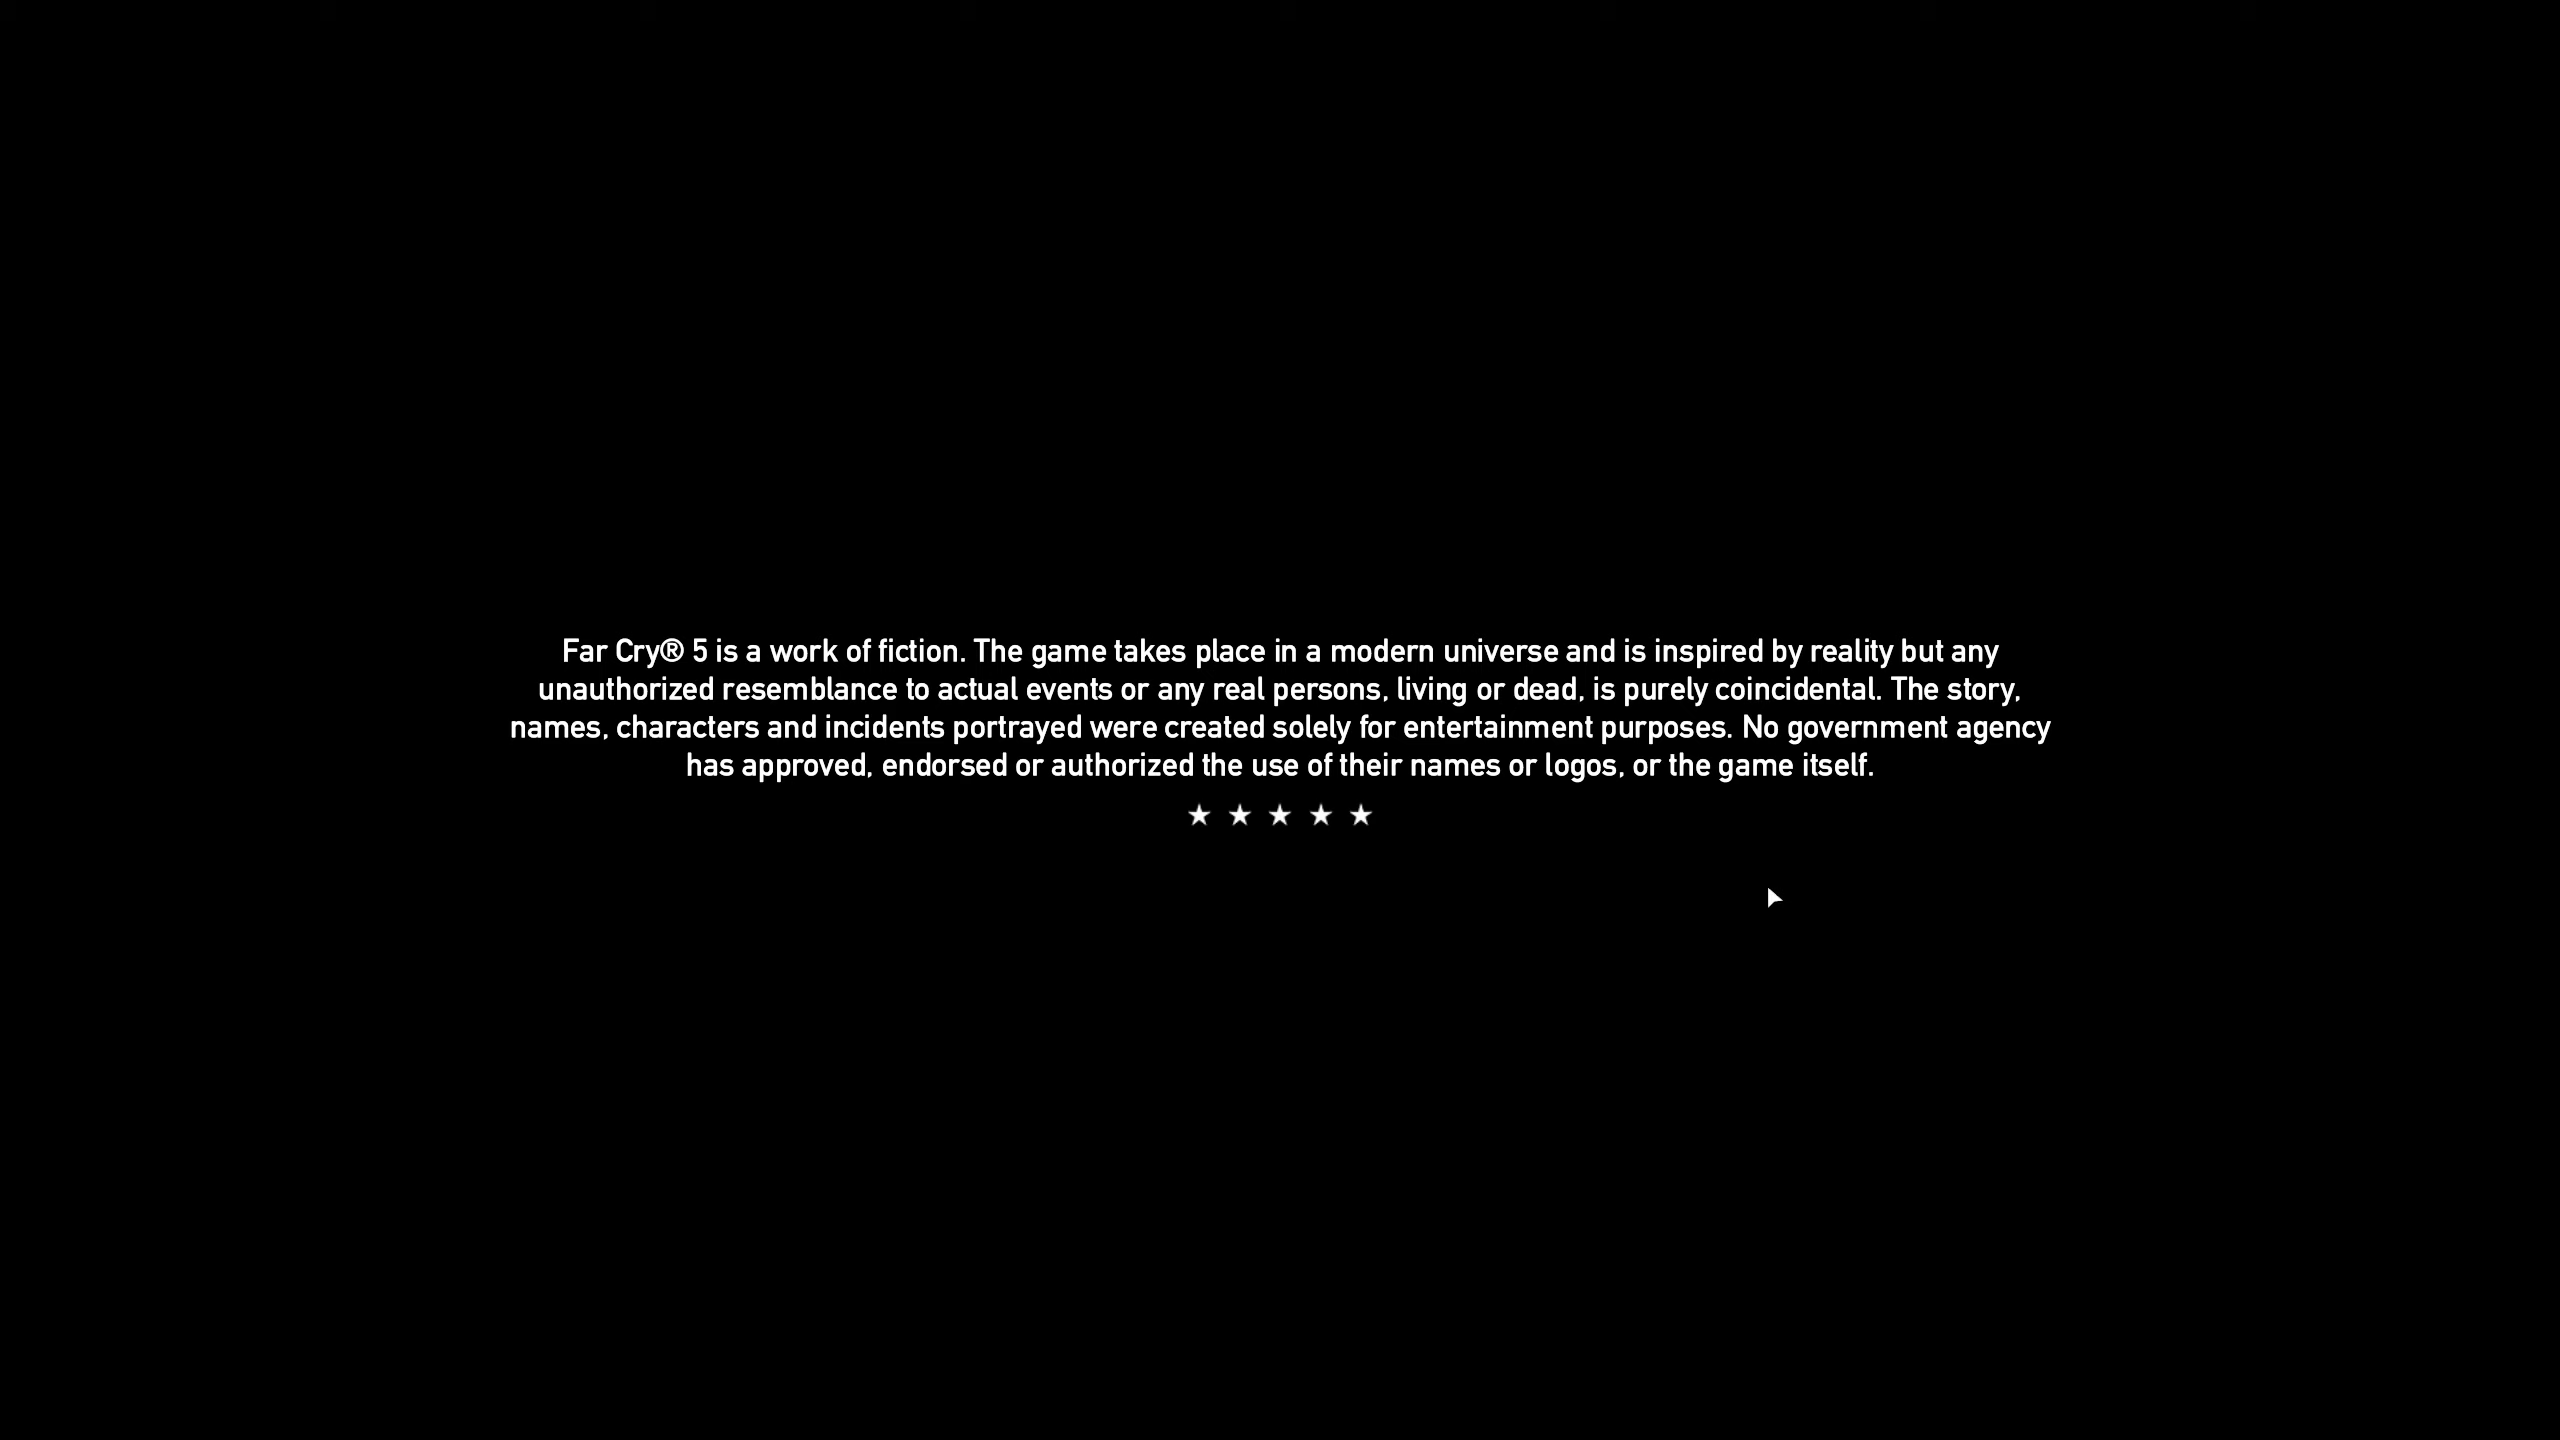 Far Cry® 5 is a work of fiction. The game takes place in a modern universe and is inspired by reality but any
unauthorized resemblance to actual events or any real persons, living or dead, is purely coincidental. The story,
names, characters and incidents portrayed were created solely for entertainment purposes. No government agency
has approved, endorsed or authorized the use of their names or logos, or the game itself.
★ ★ ★ ★ ★